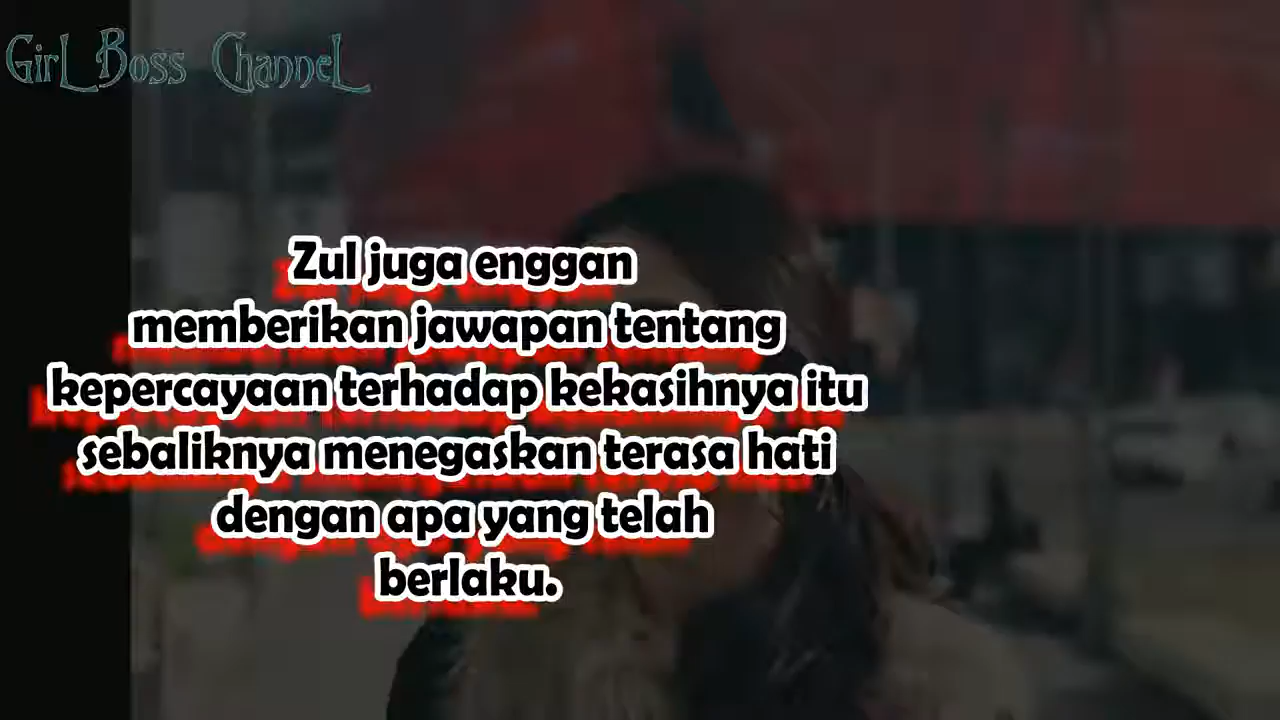 Girl Boss Channel
Zul juga enggan
memberikan jawapan tentang
kepercayaan terhadap kekasihnya itu
sebaliknya menegaskan terasa hati
dengan apa yang telah
berlaku.